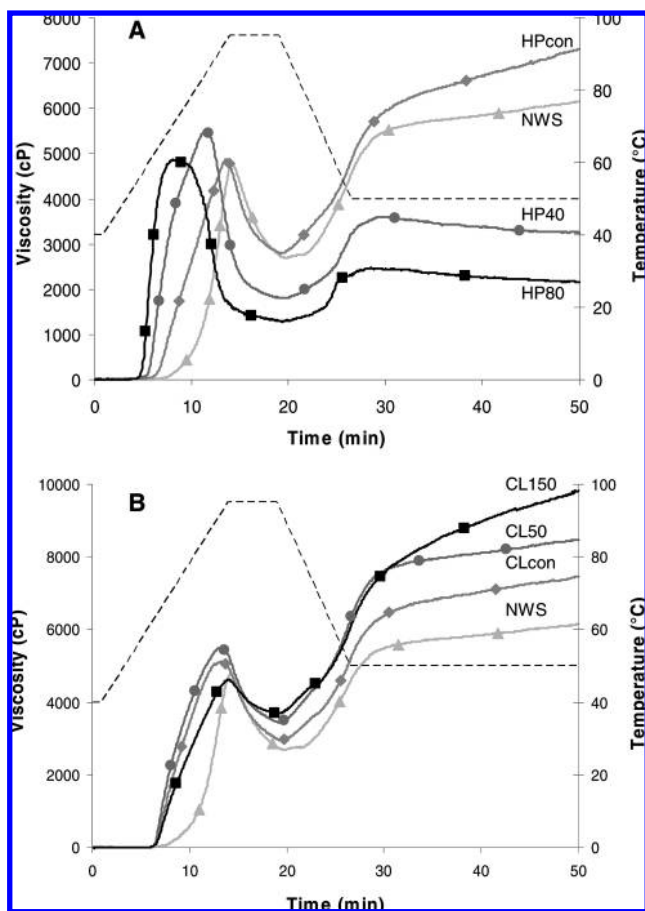 A
8000
7000
6000
5000
4000
3000
2000
1000
0
Viscosity (cP)
100
80
60
40
20
0
Temperature (°C)
HPcon
NWS
HP40
HP80
0 10 20 30 40 50
Time (min)
B
10000
8000
6000
4000
2000
0
Viscosity (cP)
100
80
60
40
20
0
Temperature (°C)
CL150
CL50
CLcon
NWS
0 10 20 30 40 50
Time (min)